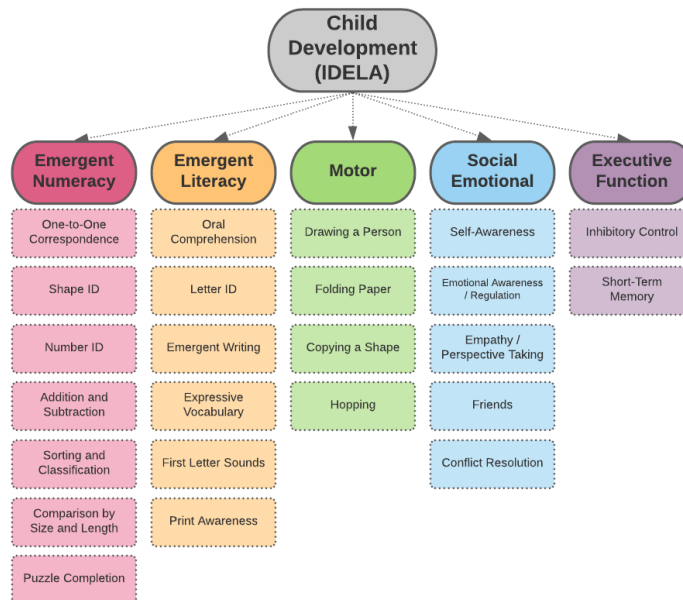 Child
Development
(IDELA)
Emergent
Numeracy
Emergent
Literacy
Motor
Social
Emotional
Executive
Function
One-to-One
Correspondence
Oral
Comprehension
Drawing a Person
Self-Awareness
Inhibitory Control
Shape ID
Letter ID
Folding Paper
Emotional Awareness
/ Regulation
Short-Term
Memory
Number ID
Emergent Writing
Copying a Shape
Empathy /
Perspective Taking
Addition and
Subtraction
Expressive
Vocabulary
Hopping
Friends
Sorting and
Classification
First Letter Sounds
Conflict Resolution
Comparison by
Size and Length
Print Awareness
Puzzle Completion